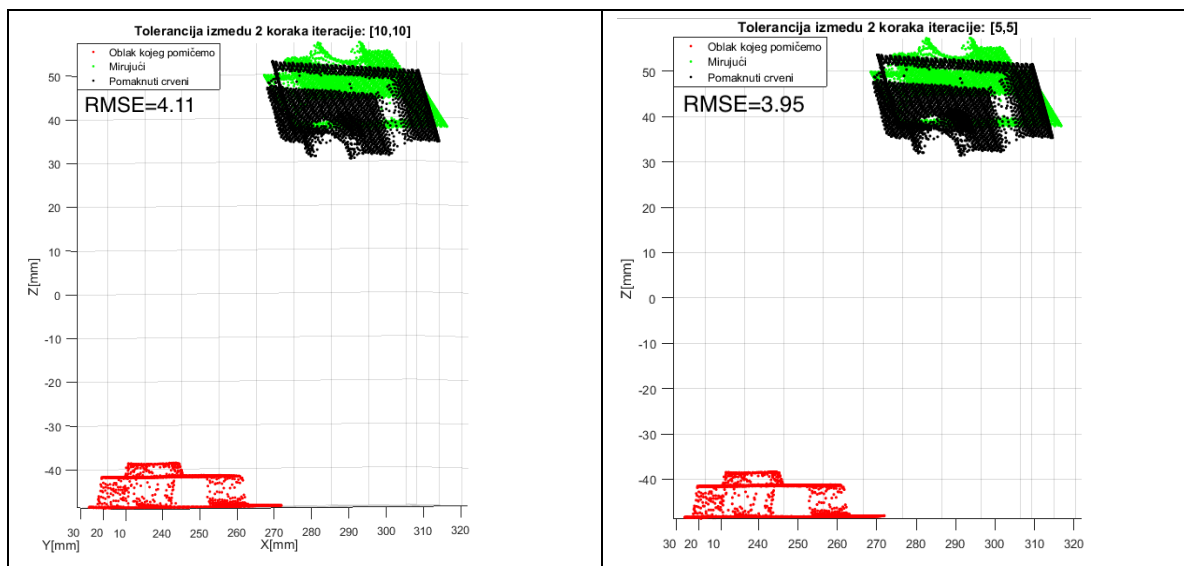 Tolerancija izmedu 2 koraka iteracije: [10,10]
Oblak kojeg pomičemo
Mirujući
Pomaknuti crveni
RMSE=4.11
50
40
30
20
10
0
-10
-20
-30
-40
Z[mm]
30 20 10 240 250 260 270 280 290 300 310 320
Y[mm] X[mm]
Tolerancija izmedu 2 koraka iteracije: [5,5]
Oblak kojeg pomičemo
Mirujući
Pomaknuti crveni
RMSE=3.95
50
40
30
20
10
0
-10
-20
-30
-40
Z[mm]
30 20 10 240 250 260 270 280 290 300 310 320